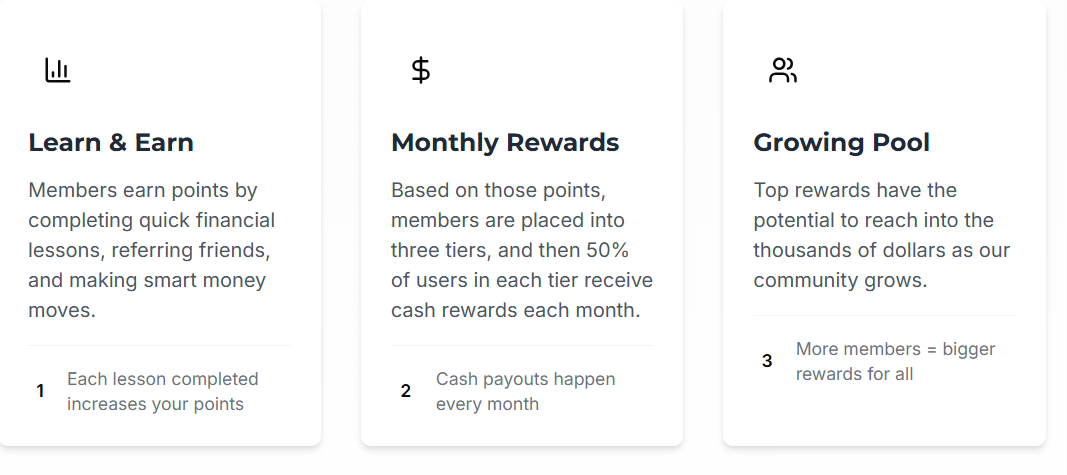 Learn & Earn
Members earn points by
completing quick financial
lessons, referring friends,
and making smart money
moves.
1
Each lesson completed
increases your points
Monthly Rewards
Based on those points,
members are placed into
three tiers, and then 50%
of users in each tier receive
cash rewards each month.
2
Cash payouts happen
every month
Growing Pool
Top rewards have the
potential to reach into the
thousands of dollars as our
community grows.
3
More members = bigger
rewards for all